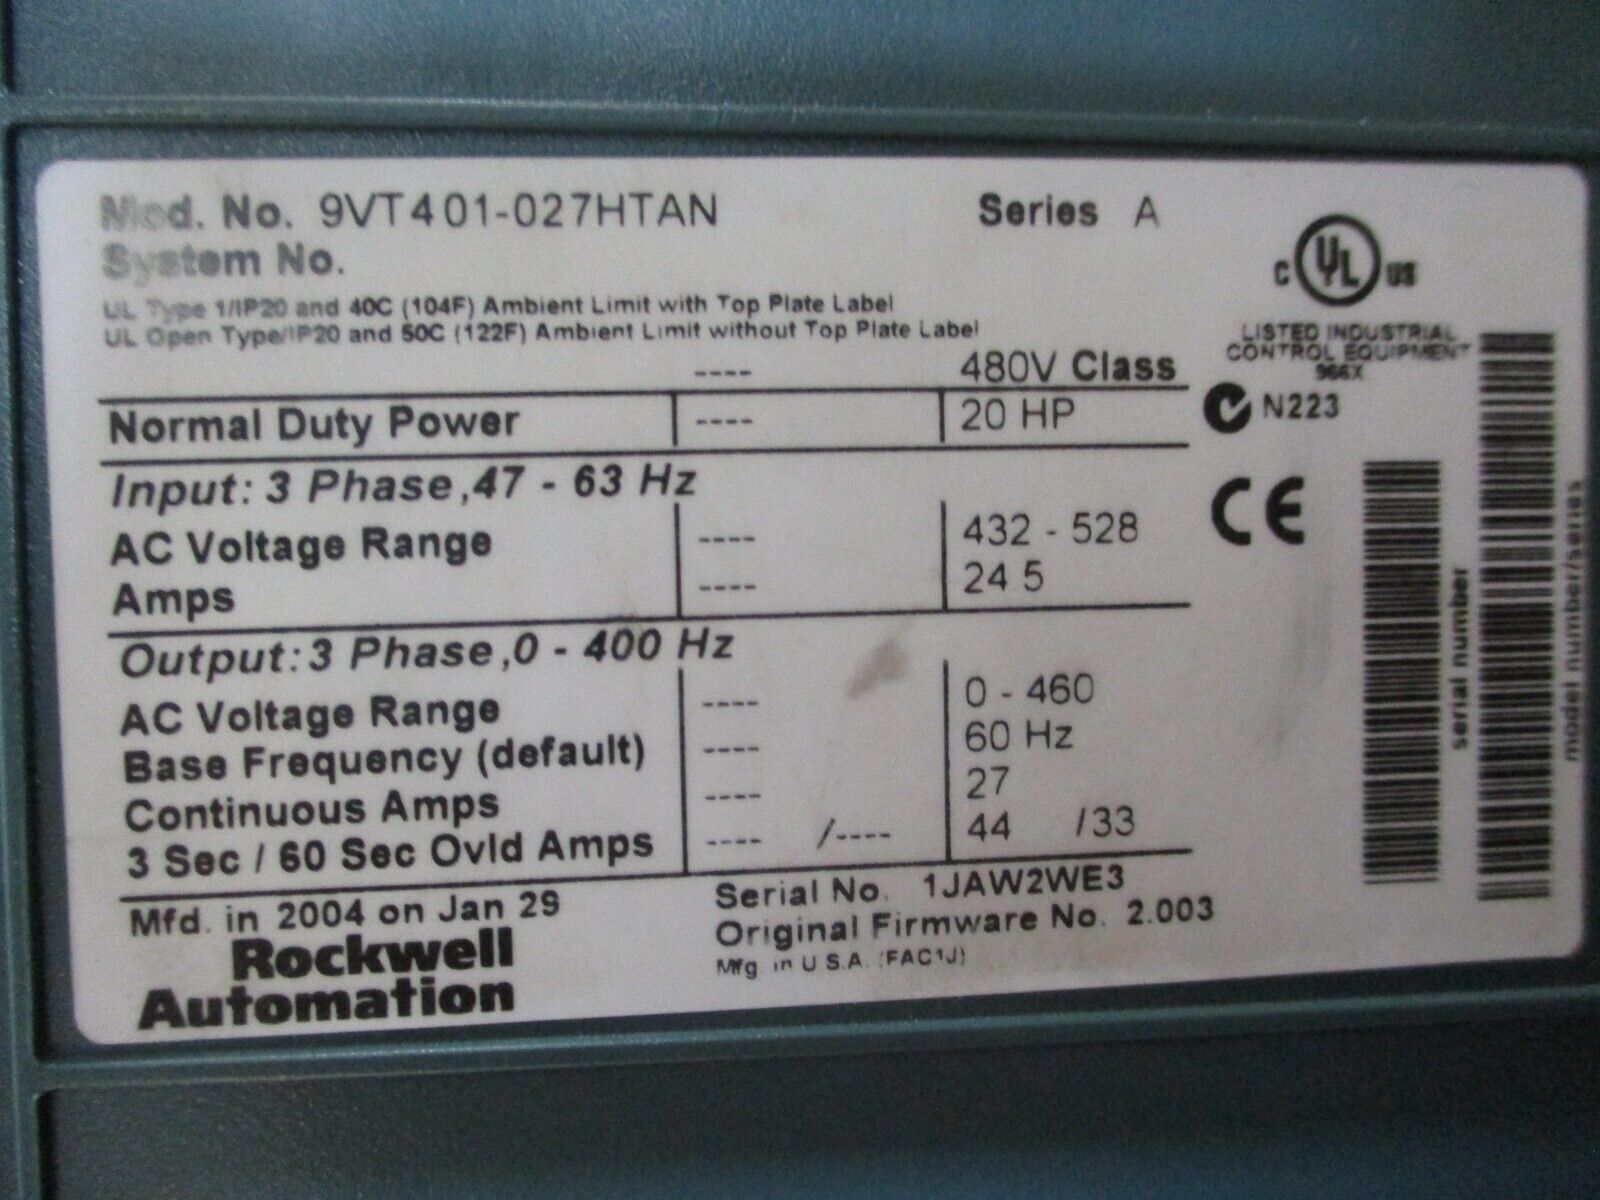 Mod. No. 9VT401-027HTAN Series A
System No.
UL Type 1/IP20 and 40C (104F) Ambient Limit with Top Plate Label
UL Open Type/IP20 and 50C (122F) Ambient Limit without Top Plate Label
C UL US
LISTED INDUSTRIAL
CONTROL EQUIPMENT
966X
---- 480V Class
Normal Duty Power ---- 20 HP
N223
Input: 3 Phase,47 - 63 Hz
AC Voltage Range ---- 432 - 528
Amps ---- 24.5
CE
Output: 3 Phase,0 - 400 Hz
AC Voltage Range ---- 0 - 460
Base Frequency (default) ---- 60 Hz
Continuous Amps ---- 27
3 Sec / 60 Sec Ovld Amps ---- /---- 44 /33
Mfd. in 2004 on Jan 29
Rockwell
Automation
Serial No. 1JAW2WE3
Original Firmware No. 2.003
Mfg. in U.S.A. (FAC1J)
serial number
model number/series